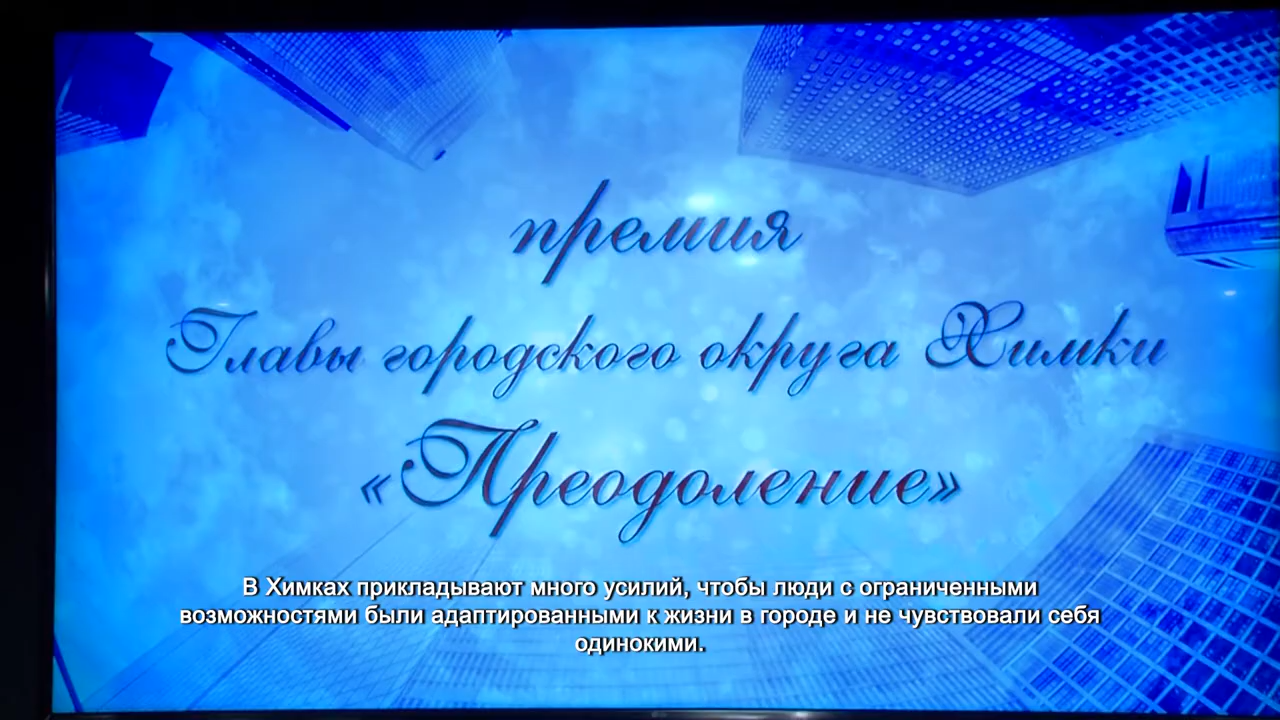 премия
Главы городского округа Химки
«Преодоление»
В Химках прикладывают много усилий, чтобы люди с ограниченными
возможностями были адаптированными к жизни в городе и не чувствовали себя
одинокими.